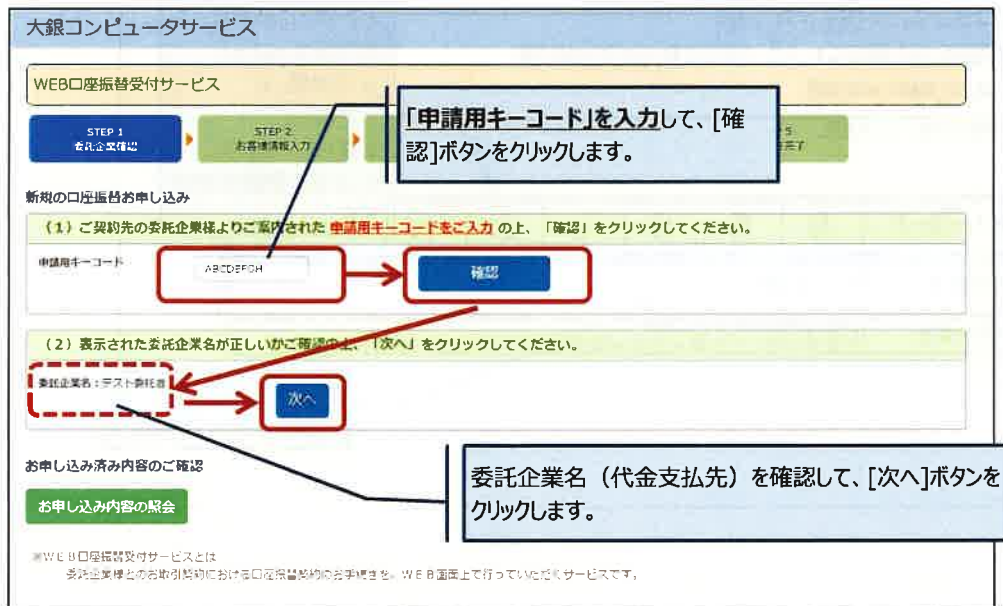 大銀コンピュータサービス
WEB口座振替受付サービス
「申請用キーコード」を入力して、[確
認]ボタンをクリックします。
STEP 1
委託企業確認
STEP 2
お客様情報入力
5
完了
新規の口座振替お申し込み
(1)ご契約先の委託企業様よりご案内された 申請用キーコードをご入力 の上、「確認」をクリックしてください。
申請用キーコード
ABCDEFGH
確認
(2)表示された委託企業名が正しいかご確認の上、「次へ」をクリックしてください。
委託企業名:テスト委託者
次へ
委託企業名(代金支払先)を確認して、[次へ]ボタンを
クリックします。
お申し込み済み内容のご確認
お申し込み内容の照会
※WEB口座振替受付サービスとは
委託企業様とのお取引契約における口座振替契約のお手続きを、WEB画面上で行っていただくサービスです。